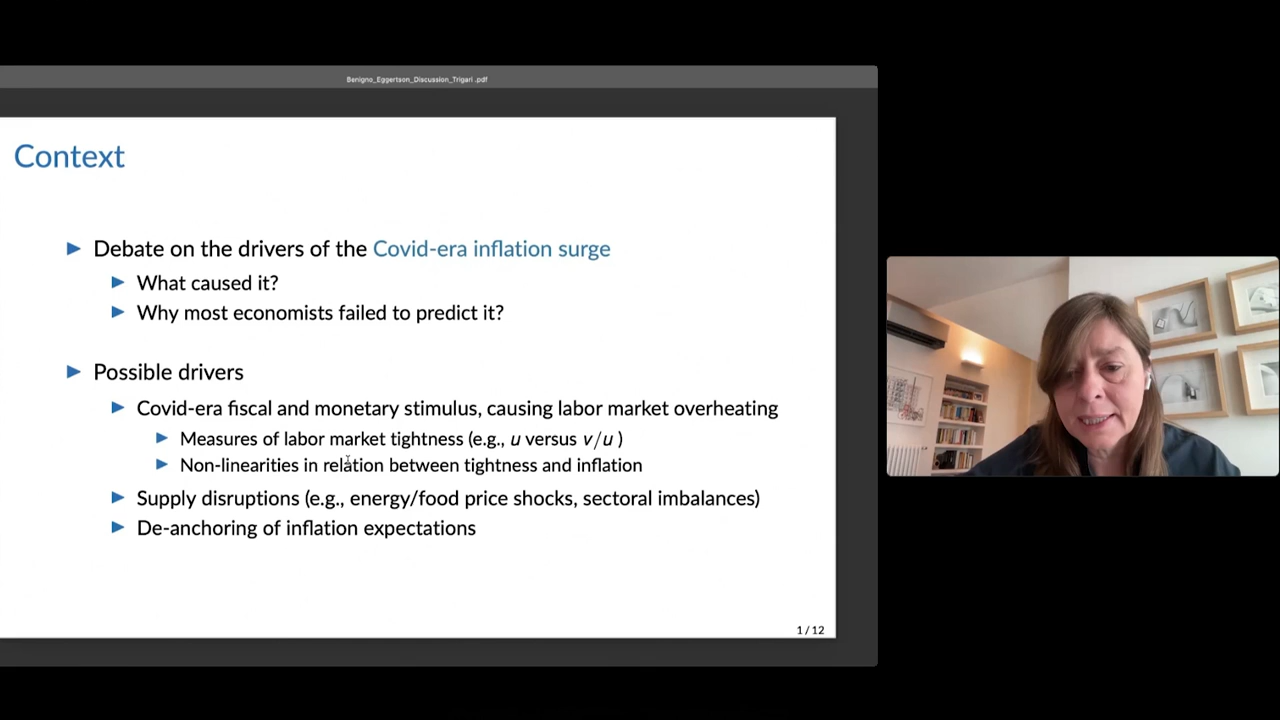 Benigno_Eggertson_Discussion_Trigari .pdf
Context
Debate on the drivers of the Covid-era inflation surge
What caused it?
Why most economists failed to predict it?
Possible drivers
Covid-era fiscal and monetary stimulus, causing labor market overheating
Measures of labor market tightness (e.g., u versus v/u )
Non-linearities in relation between tightness and inflation
Supply disruptions (e.g., energy/food price shocks, sectoral imbalances)
De-anchoring of inflation expectations
1 / 12